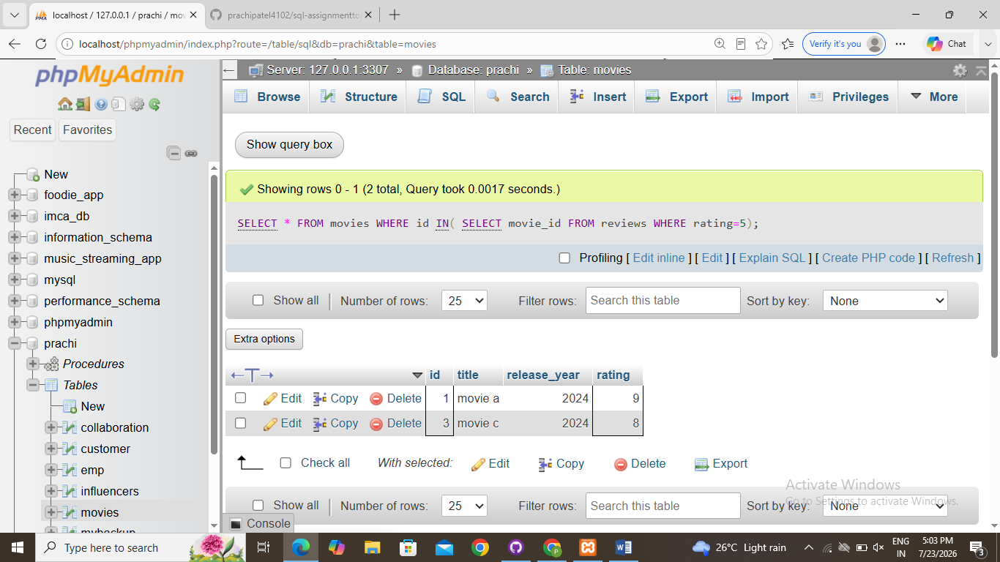 localhost / 127.0.0.1 / prachi / mov
prachipatel4102/sql-assignmentto
localhost/phpmyadmin/index.php?route=/table/sql&db=prachi&table=movies
Verify it's you
Chat
phpMyAdmin
Recent
Favorites
New
foodie_app
imca_db
information_schema
music_streaming_app
mysql
performance_schema
phpmyadmin
prachi
Procedures
Tables
New
collaboration
customer
emp
influencers
movies
mybackup
Server: 127.0.0.1:3307 » Database: prachi » Table: movies
Browse Structure SQL Search Insert Export Import Privileges More
Show query box
Showing rows 0 - 1 (2 total, Query took 0.0017 seconds.)
SELECT * FROM movies WHERE id IN( SELECT movie_id FROM reviews WHERE rating=5);
Profiling [ Edit inline ] [ Edit ] [ Explain SQL ] [ Create PHP code ] [ Refresh ]
Show all Number of rows: 25 Filter rows: Search this table Sort by key: None
Extra options
id title release_year rating
Edit Copy Delete 1 movie a 2024 9
Edit Copy Delete 3 movie c 2024 8
Check all With selected: Edit Copy Delete Export
Activate Windows
Go to Settings to activate Windows.
Show all Number of rows: 25 Filter rows: Search this table Sort by key: None
Console
Type here to search
26°C Light rain
ENG
IN
5:03 PM
7/23/2026
3